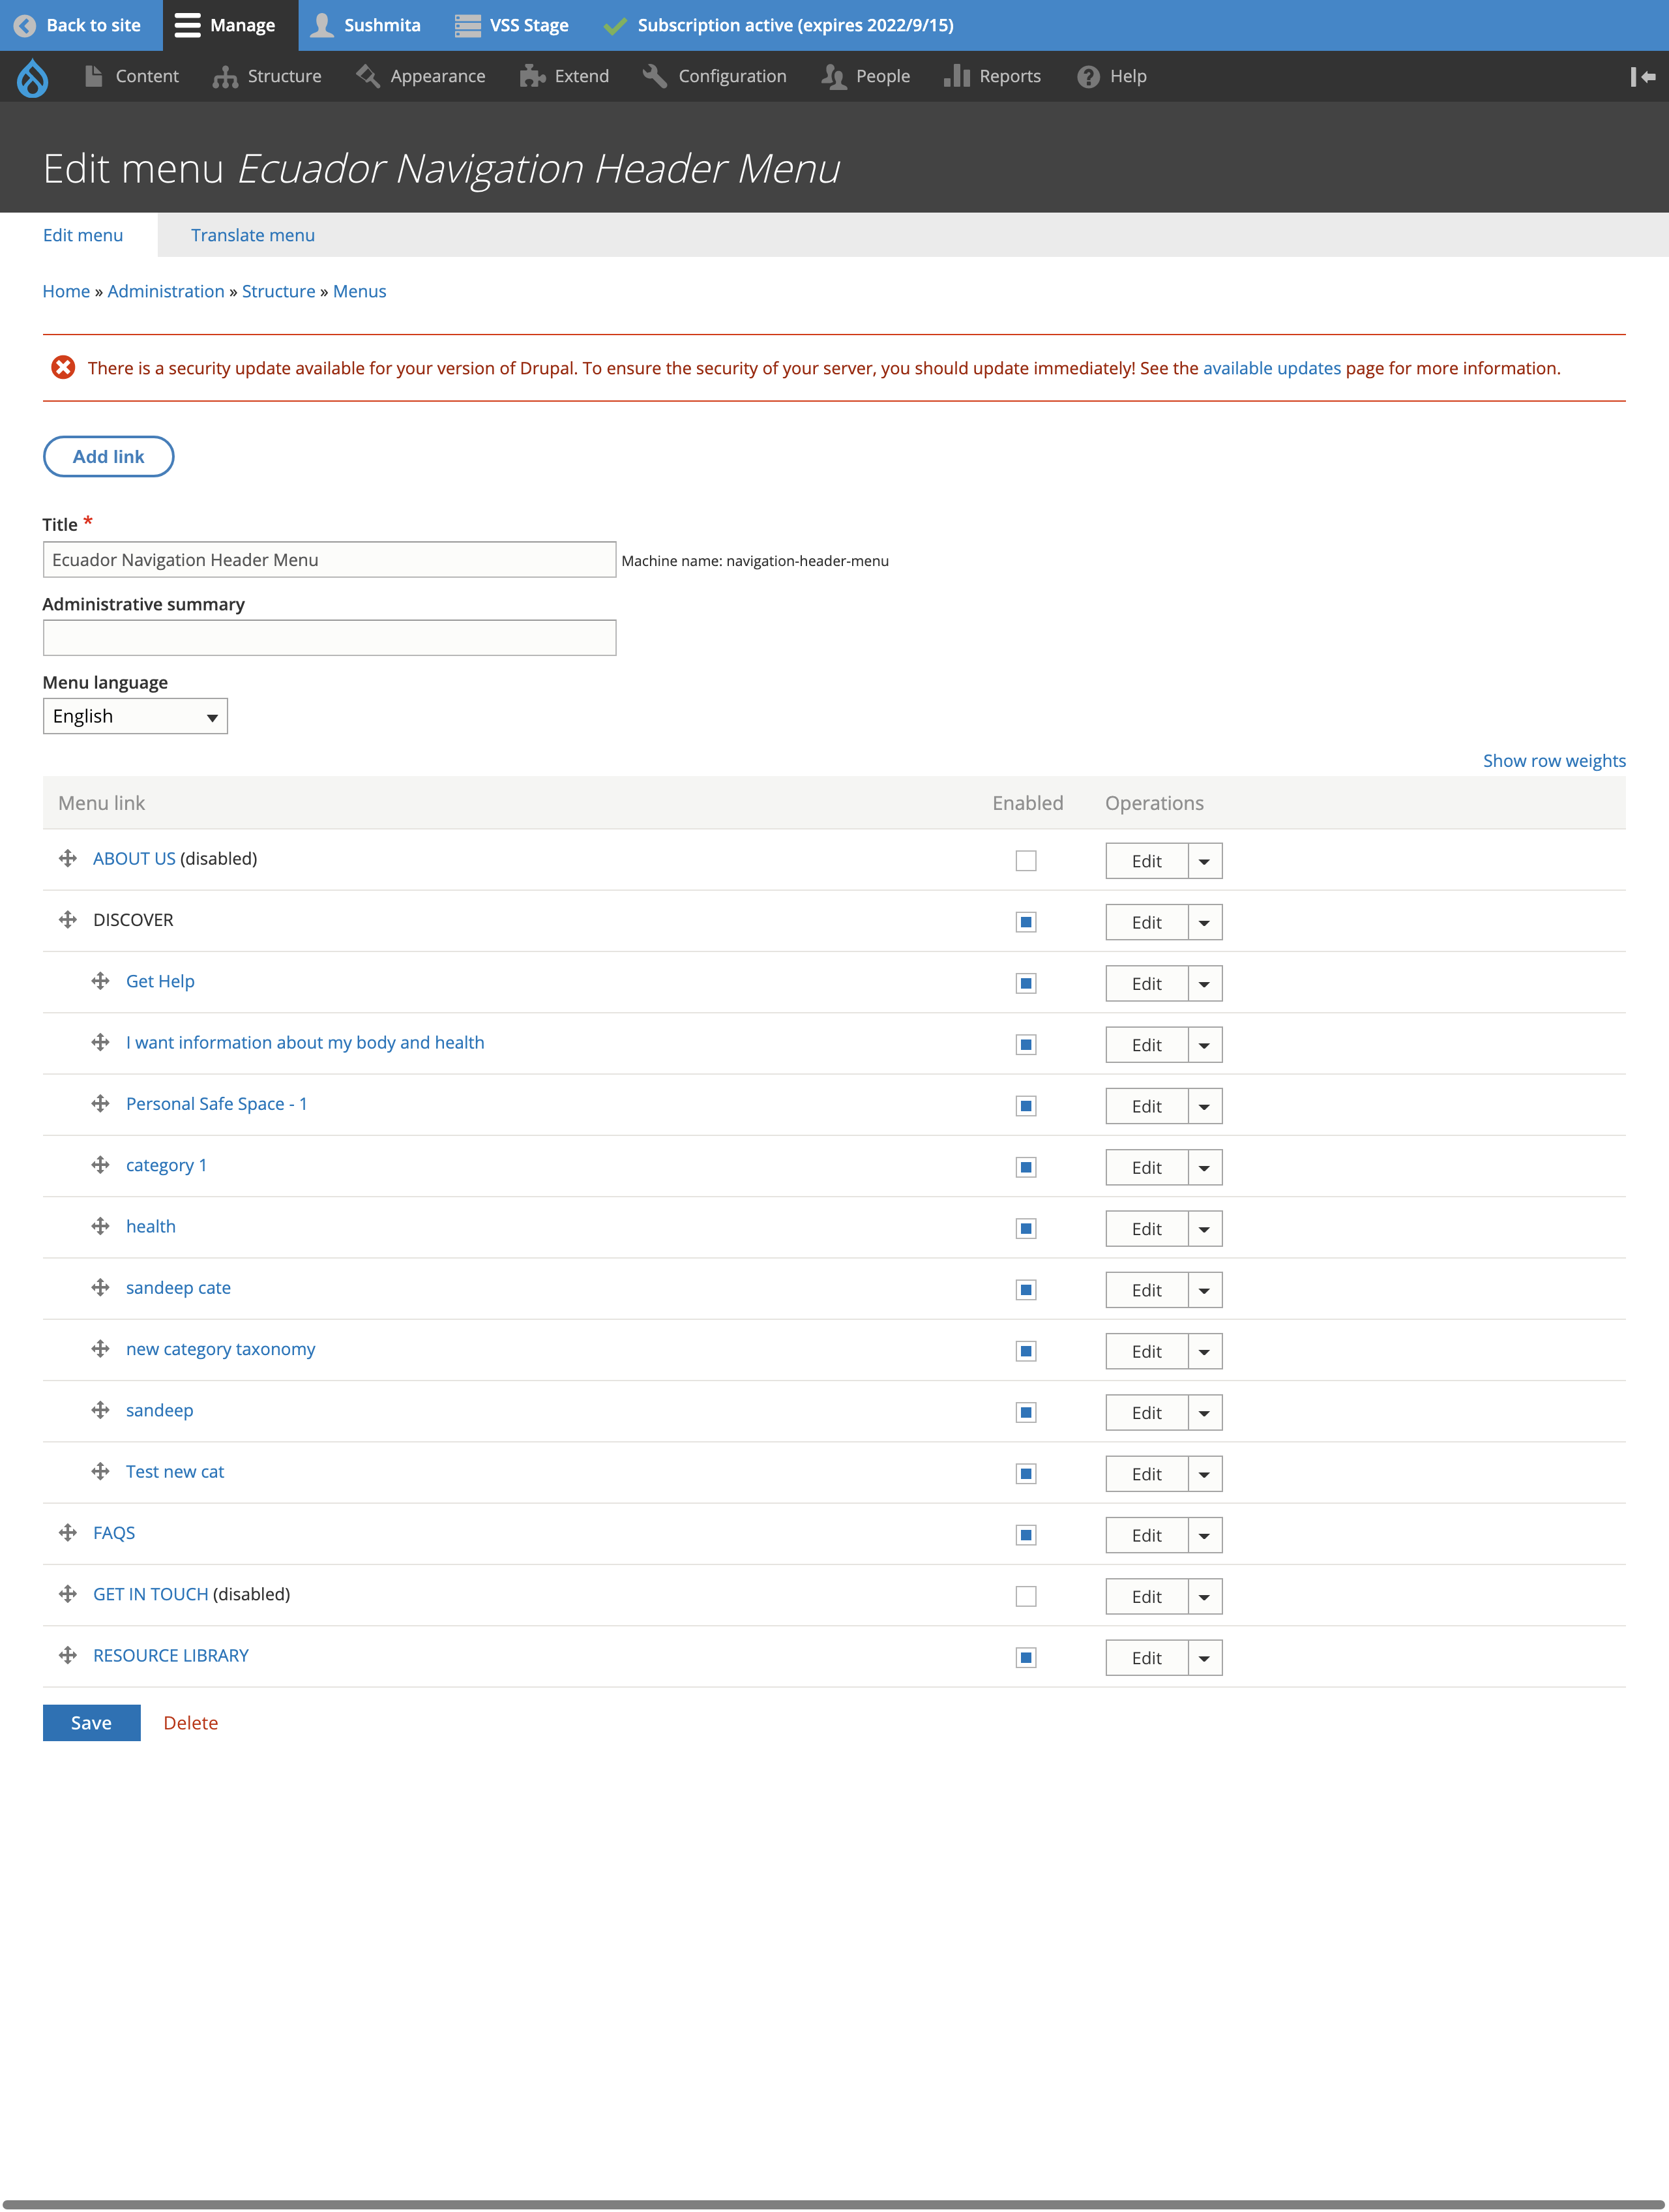 Back to site Manage Sushmita VSS Stage Subscription active (expires 2022/9/15)
Content Structure Appearance Extend Configuration People Reports Help
Edit menu Ecuador Navigation Header Menu
Edit menu Translate menu
Home » Administration » Structure » Menus
There is a security update available for your version of Drupal. To ensure the security of your server, you should update immediately! See the available updates page for more information.
Add link
Title *
Ecuador Navigation Header Menu Machine name: navigation-header-menu
Administrative summary
Menu language
English
Show row weights
Menu link Enabled Operations
ABOUT US (disabled) Edit
DISCOVER Edit
Get Help Edit
I want information about my body and health Edit
Personal Safe Space - 1 Edit
category 1 Edit
health Edit
sandeep cate Edit
new category taxonomy Edit
sandeep Edit
Test new cat Edit
FAQS Edit
GET IN TOUCH (disabled) Edit
RESOURCE LIBRARY Edit
Save Delete